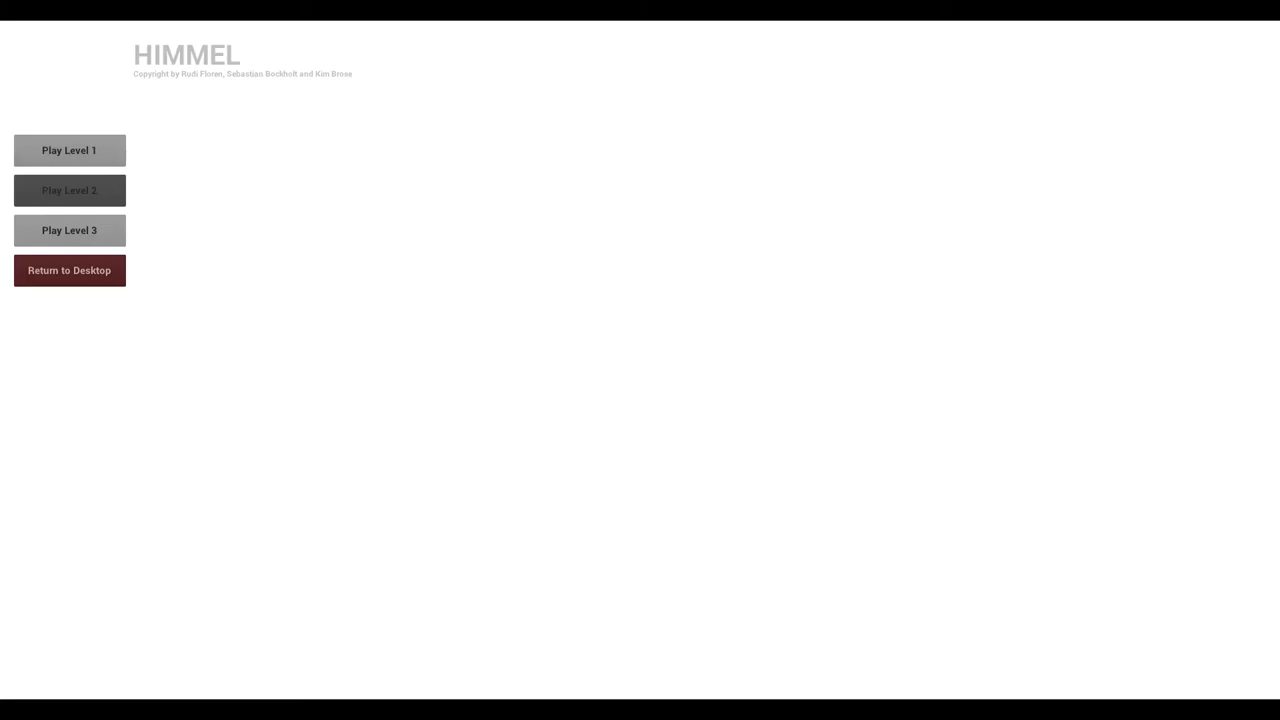 HIMMEL
Copyright by Rudi Floren, Sebastian Bockholt and Kim Brose
Play Level 1
Play Level 2
Play Level 3
Return to Desktop